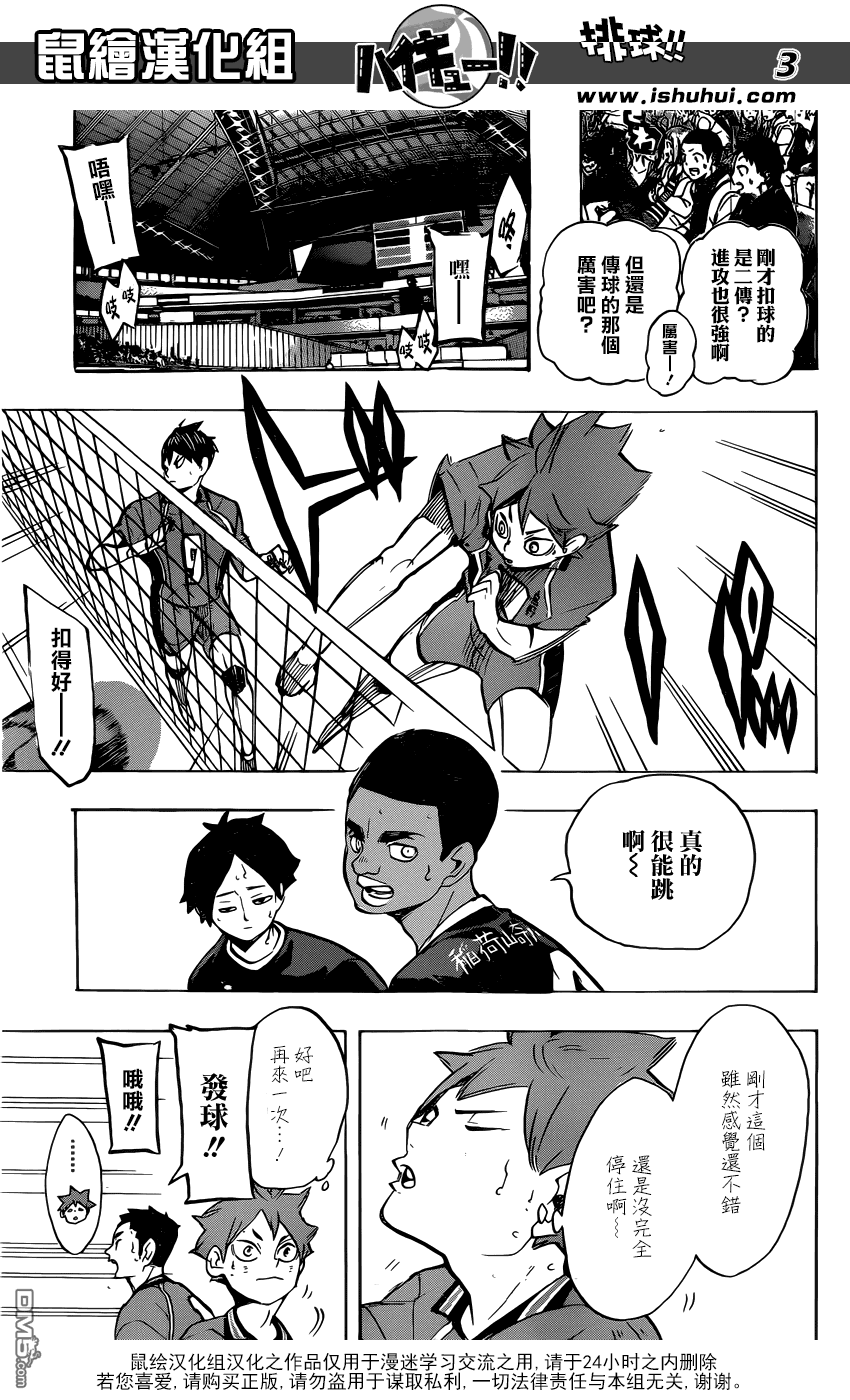 鼠繪漢化組
ハイキュー!!
排球!!
3
www.ishuhui.com
剛才扣球的
是二傳?
進攻也很強啊
但還是
傳球的那個
厲害吧?
厲害—!
唔嘿——
咚
嘿——
吱吱
吱吱
扣得好——!!
真的
很能跳
啊~
稲荷崎
剛才這個
雖然感覺還不錯
還是沒完全
停住啊~
好吧
再來一次…!
發球!!
哦哦!!
……
DM5
鼠绘汉化组汉化之作品仅用于漫迷学习交流之用, 请于24小时之内删除
若您喜爱, 请购买正版, 请勿盗用于谋取私利, 一切法律责任与本组无关, 谢谢。